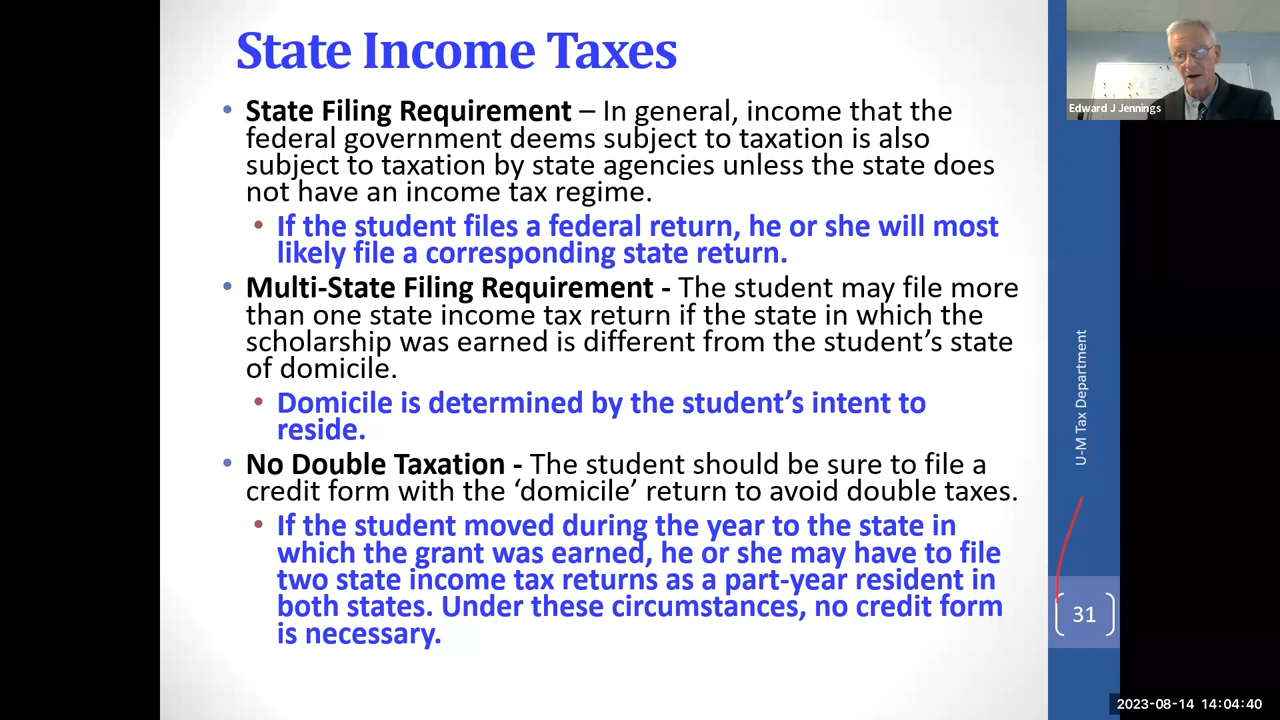 State Income Taxes
• State Filing Requirement – In general, income that the
federal government deems subject to taxation is also
subject to taxation by state agencies unless the state does
not have an income tax regime.
• If the student files a federal return, he or she will most
likely file a corresponding state return.
• Multi-State Filing Requirement - The student may file more
than one state income tax return if the state in which the
scholarship was earned is different from the student’s state
of domicile.
• Domicile is determined by the student’s intent to
reside.
• No Double Taxation - The student should be sure to file a
credit form with the ‘domicile’ return to avoid double taxes.
• If the student moved during the year to the state in
which the grant was earned, he or she may have to file
two state income tax returns as a part-year resident in
both states. Under these circumstances, no credit form
is necessary.
Edward J Jennings
U-M Tax Department
31
2023-08-14 14:04:40